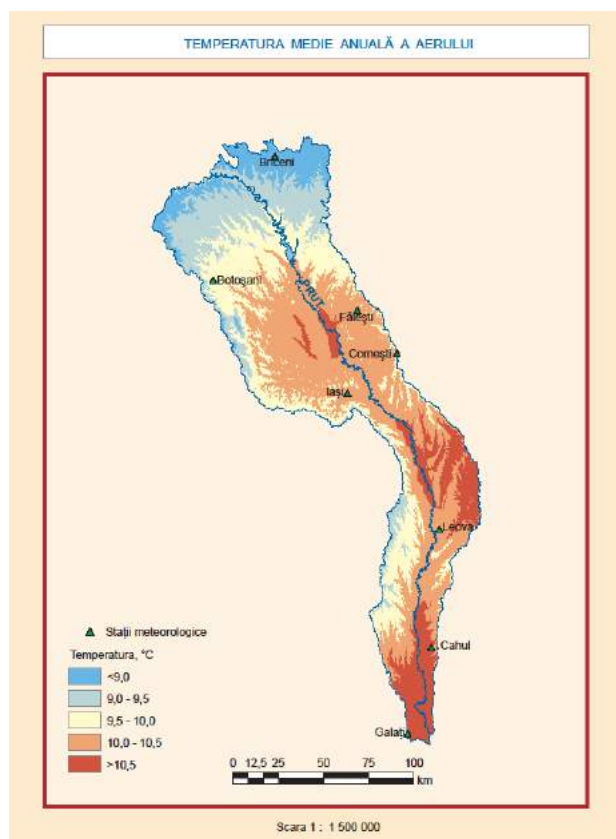 TEMPERATURA MEDIE ANUALĂ A AERULUI
Briceni
Botoşani
PRUT
Făleşti
Corneşti
Iaşi
Leova
Cahul
Galaţi
Staţii meteorologice
Temperatura, °C
<9,0
9,0 - 9,5
9,5 - 10,0
10,0 - 10,5
>10,5
0 12,5 25 50 75 100
km
Scara 1 : 1 500 000